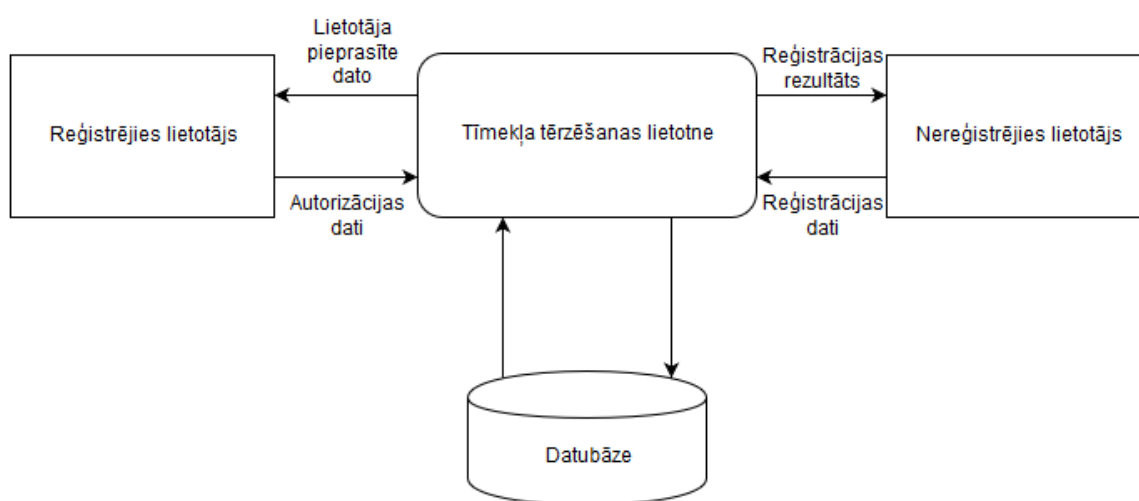 Lietotāja
pieprasīte
dato
Reģistrējies lietotājs
Autorizācijas
dati
Tīmekļa tērzēšanas lietotne
Reģistrācijas
rezultāts
Nereģistrējies lietotājs
Reģistrācijas
dati
Datubāze